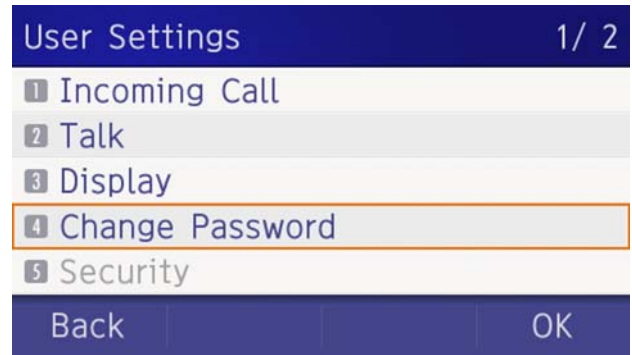 User Settings 1/ 2
1 Incoming Call
2 Talk
3 Display
4 Change Password
5 Security
Back OK